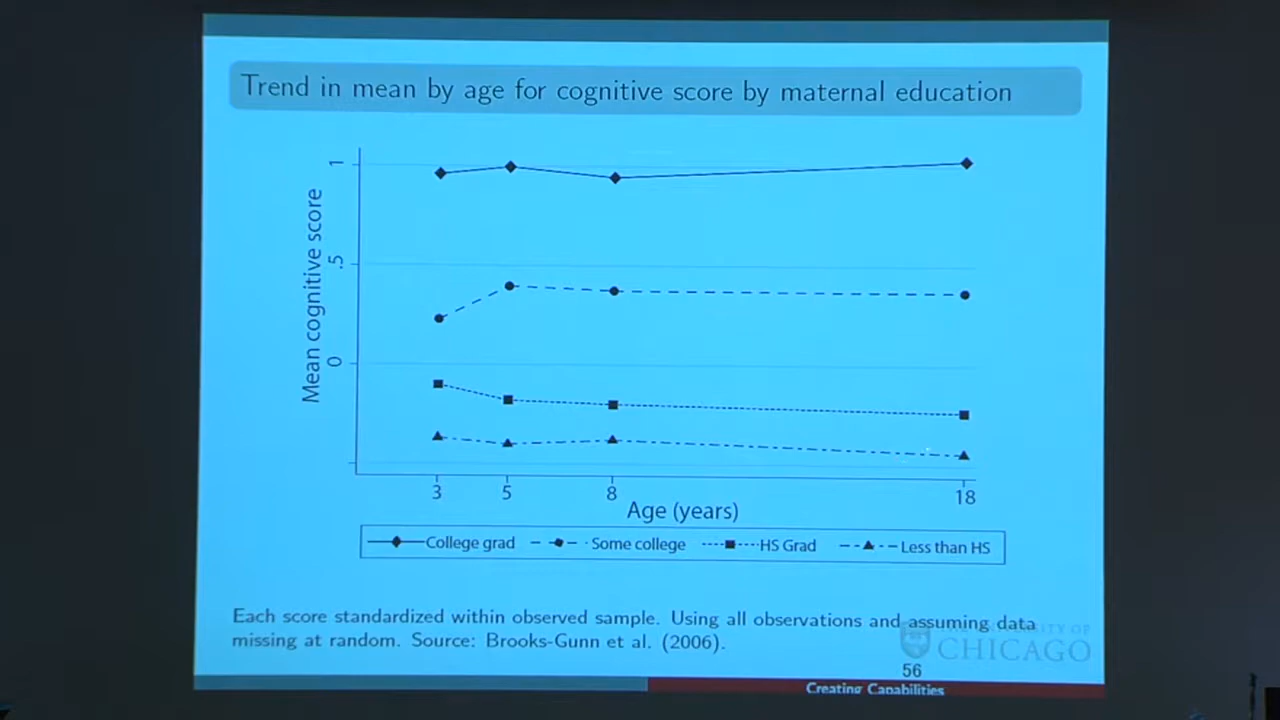 Trend in mean by age for cognitive score by maternal education
Mean cognitive score
1
.5
0
3 5 8 18
Age (years)
College grad Some college HS Grad Less than HS
Each score standardized within observed sample. Using all observations and assuming data
missing at random. Source: Brooks-Gunn et al. (2006).
CHICAGO
56
Creating Capabilities